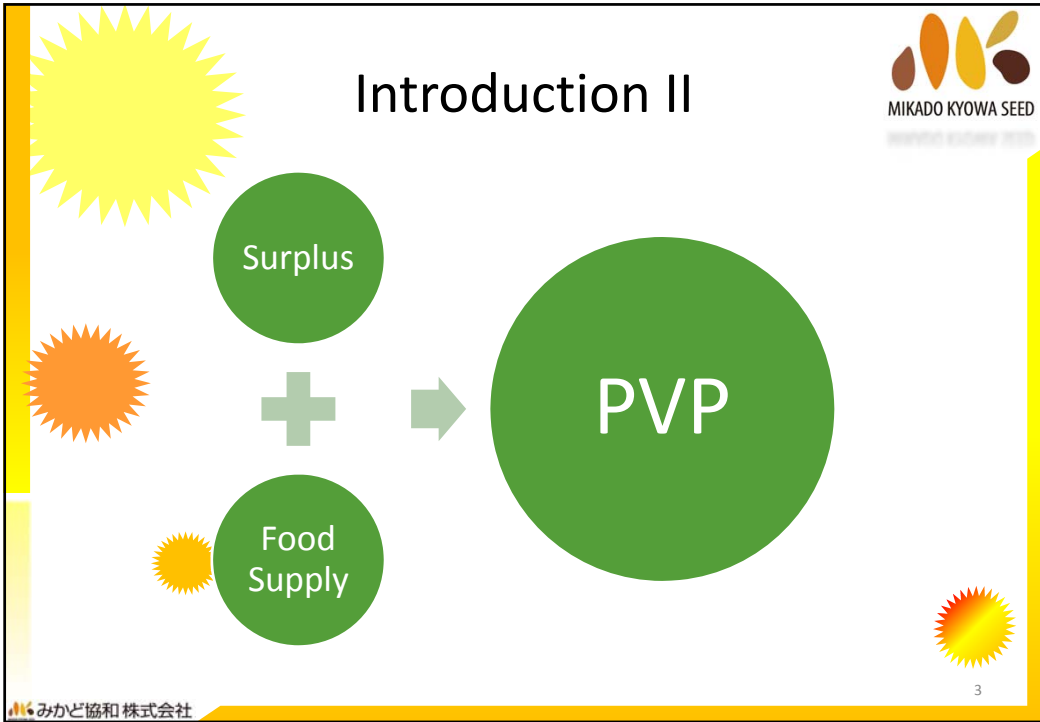 Introduction II
MIKADO KYOWA SEED
Surplus
PVP
Food
Supply
3
みかど協和 株式会社